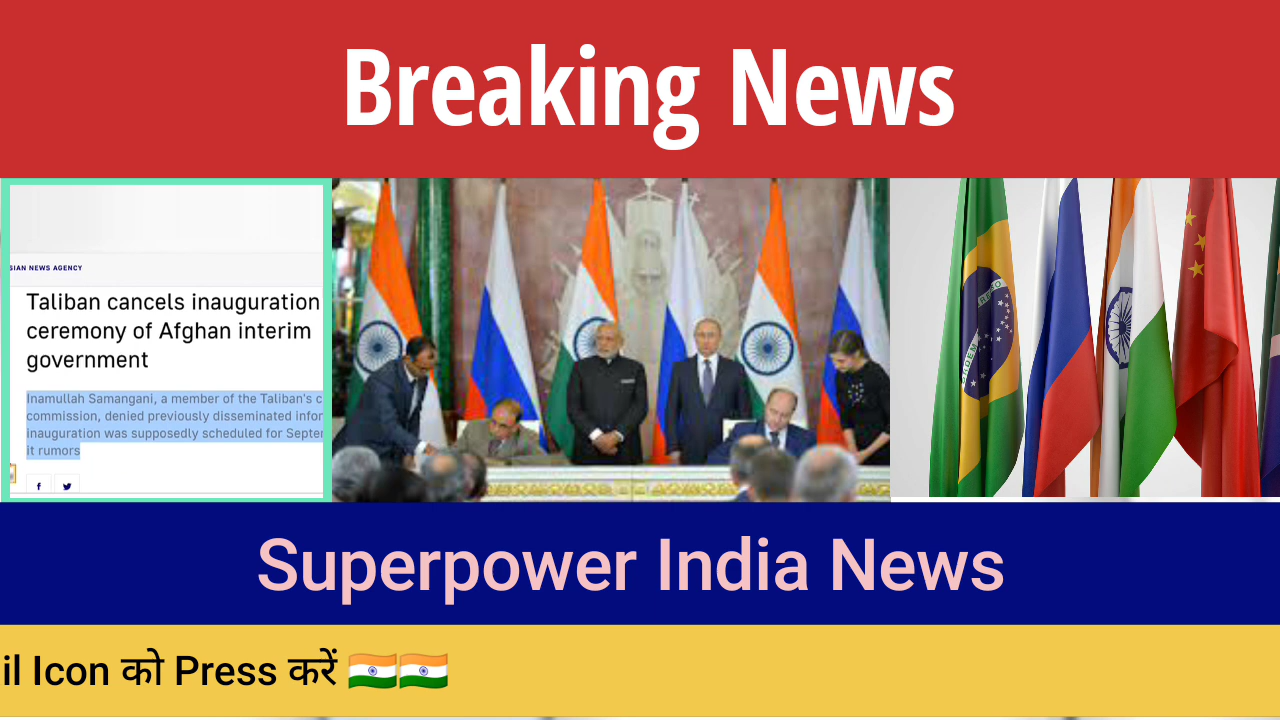 Breaking News
SIAN NEWS AGENCY
Taliban cancels inauguration
ceremony of Afghan interim
government
Inamullah Samangani, a member of the Taliban's c
commission, denied previously disseminated infor
inauguration was supposedly scheduled for Septer
it rumors
Superpower India News
il Icon को Press करें 🇮🇳🇮🇳